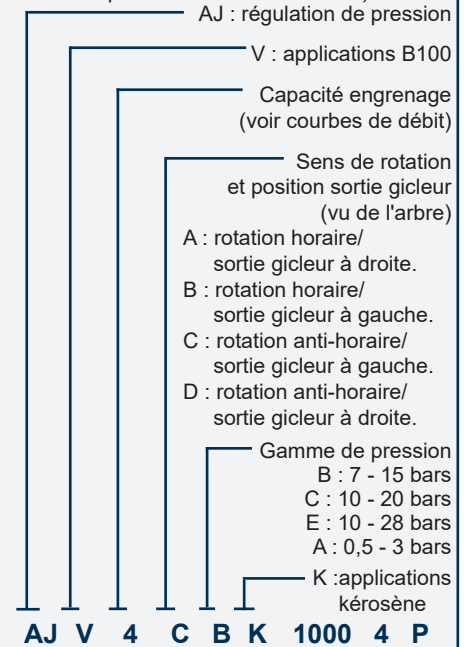 AJ : régulation de pression
V : applications B100
Capacité engrenage
(voir courbes de débit)
Sens de rotation
et position sortie gicleur
(vu de l'arbre)
A : rotation horaire/
sortie gicleur à droite.
B : rotation horaire/
sortie gicleur à gauche.
C : rotation anti-horaire/
sortie gicleur à gauche.
D : rotation anti-horaire/
sortie gicleur à droite.
Gamme de pression
B : 7 - 15 bars
C : 10 - 20 bars
E : 10 - 28 bars
A : 0,5 - 3 bars
K :applications
kérosène
AJ V 4 C B K 1000 4 P